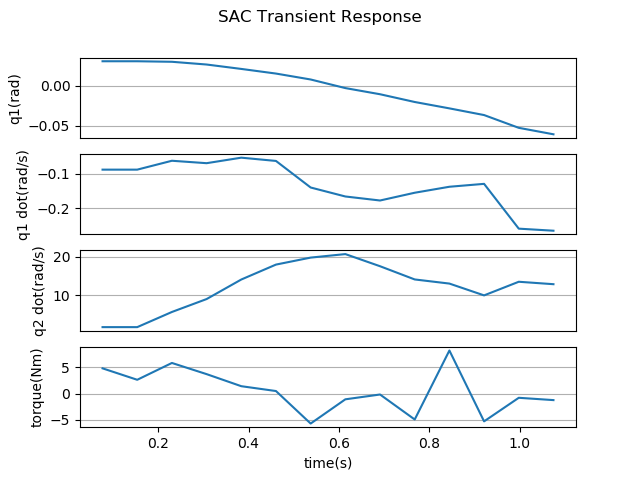 SAC Transient Response
q1(rad)
0.00
−0.05
q1 dot(rad/s)
−0.1
−0.2
q2 dot(rad/s)
20
10
torque(Nm)
5
0
−5
0.2 0.4 0.6 0.8 1.0
time(s)